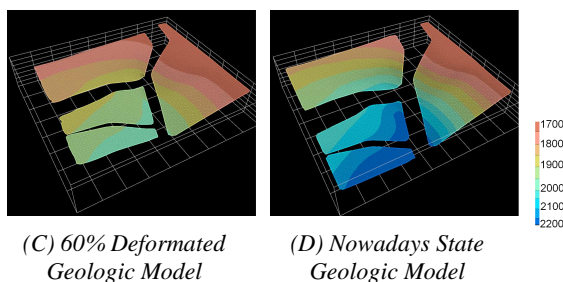 1700
1800
1900
2000
2100
2200
(C) 60% Deformated
Geologic Model
(D) Nowadays State
Geologic Model